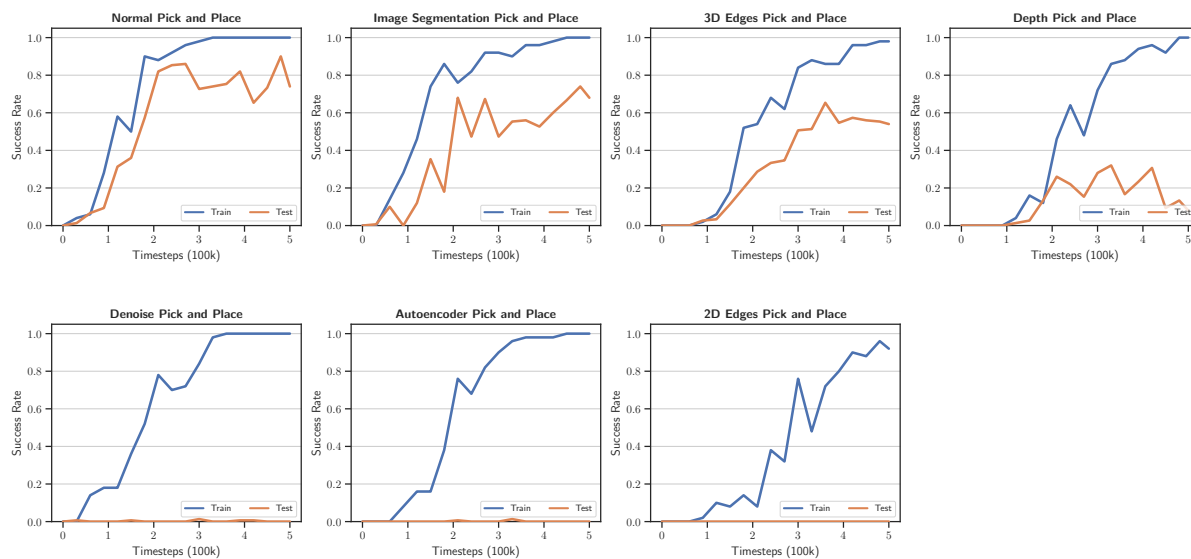 Normal Pick and Place
Success Rate
1.0
0.8
0.6
0.4
0.2
0.0
Train
Test
0 1 2 3 4 5
Timesteps (100k)
Image Segmentation Pick and Place
Success Rate
1.0
0.8
0.6
0.4
0.2
0.0
Train
Test
0 1 2 3 4 5
Timesteps (100k)
3D Edges Pick and Place
Success Rate
1.0
0.8
0.6
0.4
0.2
0.0
Train
Test
0 1 2 3 4 5
Timesteps (100k)
Depth Pick and Place
Success Rate
1.0
0.8
0.6
0.4
0.2
0.0
Train
Test
0 1 2 3 4 5
Timesteps (100k)
Denoise Pick and Place
Success Rate
1.0
0.8
0.6
0.4
0.2
0.0
Train
Test
0 1 2 3 4 5
Timesteps (100k)
Autoencoder Pick and Place
Success Rate
1.0
0.8
0.6
0.4
0.2
0.0
Train
Test
0 1 2 3 4 5
Timesteps (100k)
2D Edges Pick and Place
Success Rate
1.0
0.8
0.6
0.4
0.2
0.0
Train
Test
0 1 2 3 4 5
Timesteps (100k)